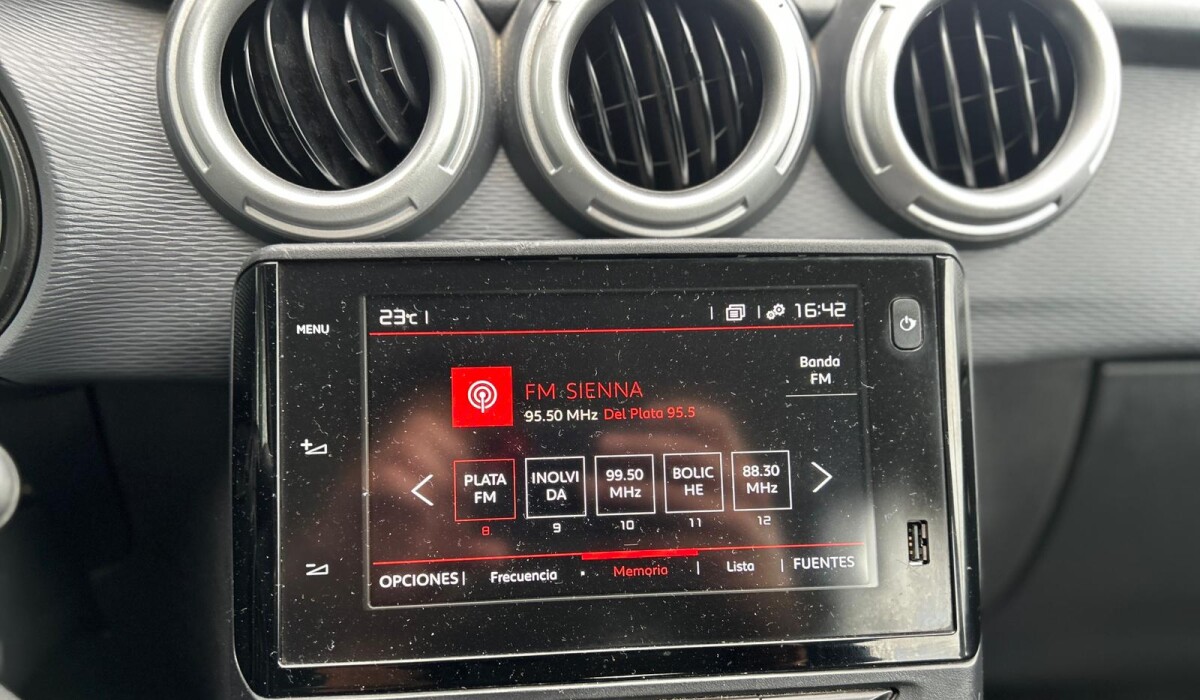 MENU
23°C |
| | 16:42
Banda
FM
FM SIENNA
95.50 MHz Del Plata 95.5
PLATA
FM
8
INOLVI
DA
9
99.50
MHz
10
BOLIC
HE
11
88.30
MHz
12
OPCIONES | Frecuencia Memoria | Lista | FUENTES